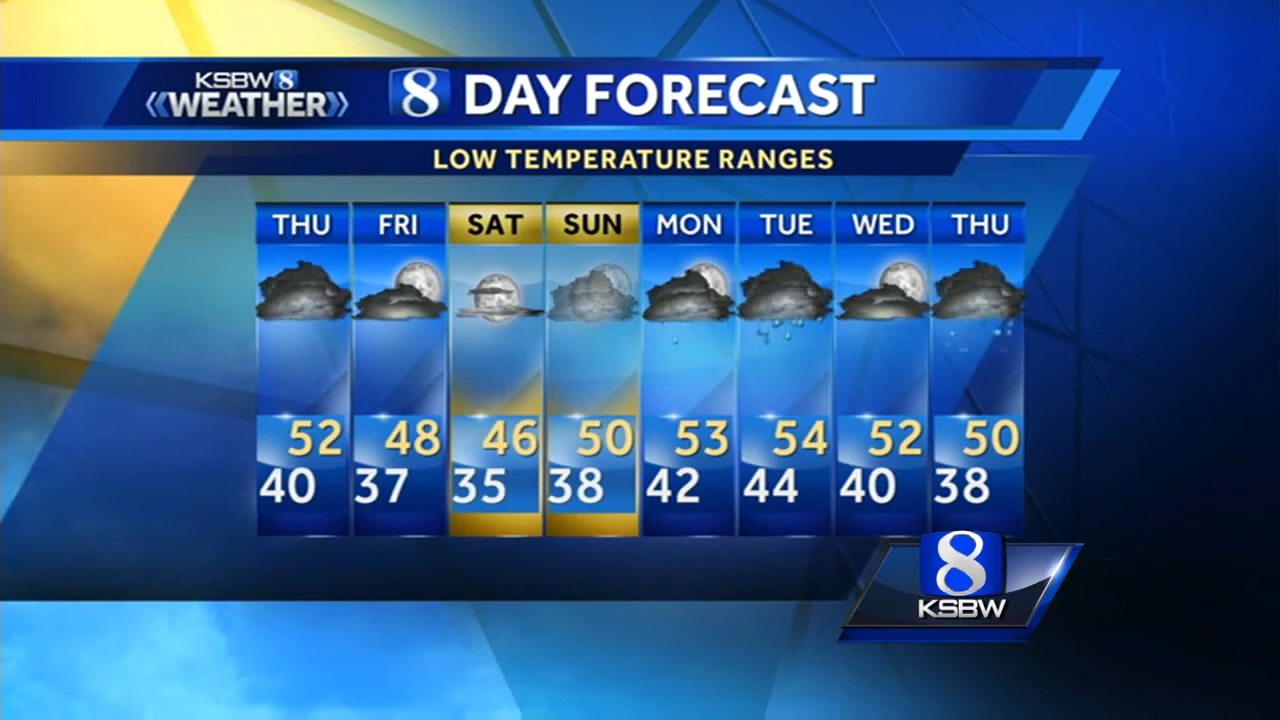 KSBW 8
WEATHER
8 DAY FORECAST
LOW TEMPERATURE RANGES
THU FRI SAT SUN MON TUE WED THU
52 48 46 50 53 54 52 50
40 37 35 38 42 44 40 38
8
KSBW